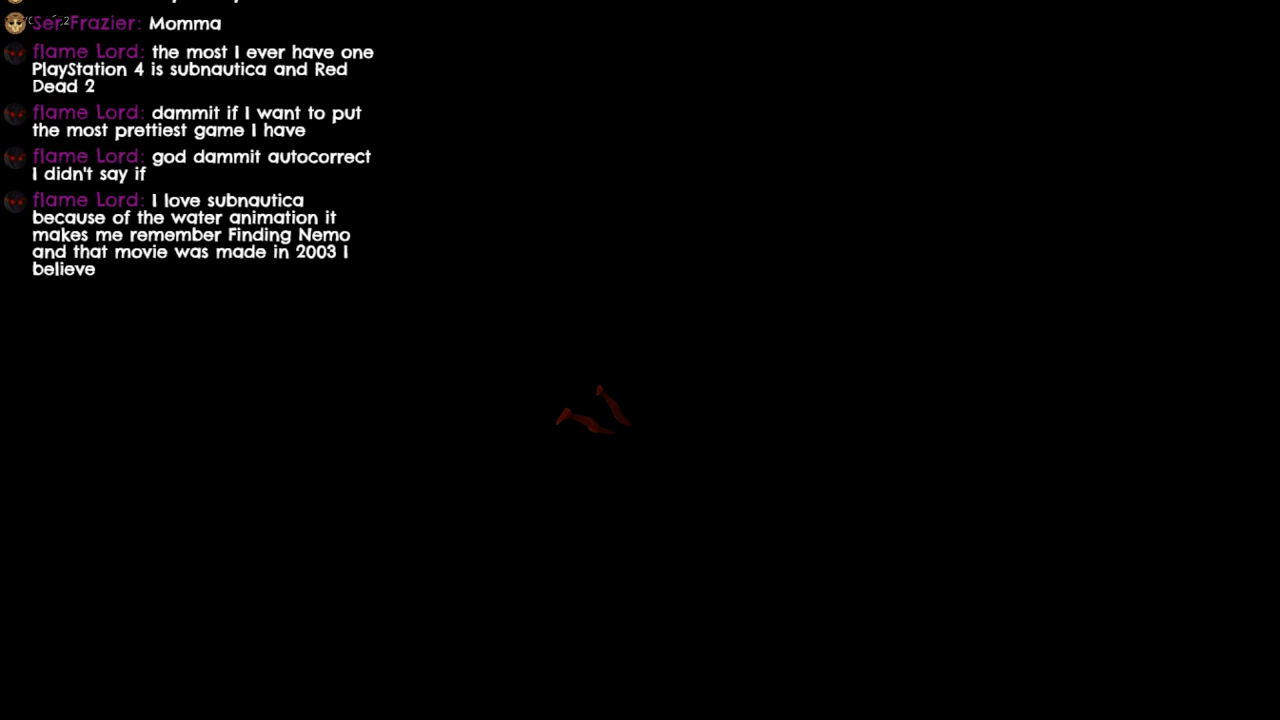 Ser Frazier: Momma
flame Lord: the most I ever have one
PlayStation 4 is subnautica and Red
Dead 2
flame Lord: dammit if I want to put
the most prettiest game I have
flame Lord: god dammit autocorrect
I didn't say if
flame Lord: I love subnautica
because of the water animation it
makes me remember Finding Nemo
and that movie was made in 2003 I
believe